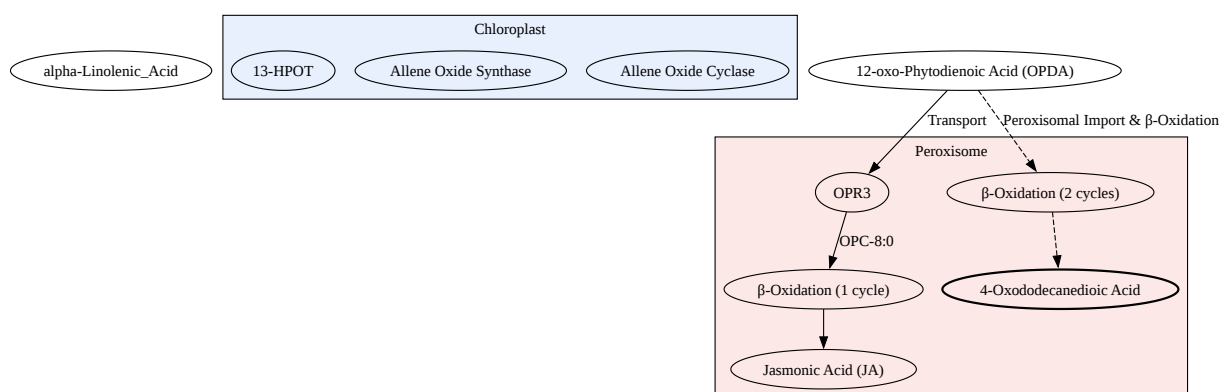 Chloroplast
alpha-Linolenic_Acid
13-HPOT
Allene Oxide Synthase
Allene Oxide Cyclase
12-oxo-Phytodienoic Acid (OPDA)
Transport
Peroxisomal Import & β-Oxidation
Peroxisome
OPR3
β-Oxidation (2 cycles)
OPC-8:0
β-Oxidation (1 cycle)
4-Oxododecanedioic Acid
Jasmonic Acid (JA)